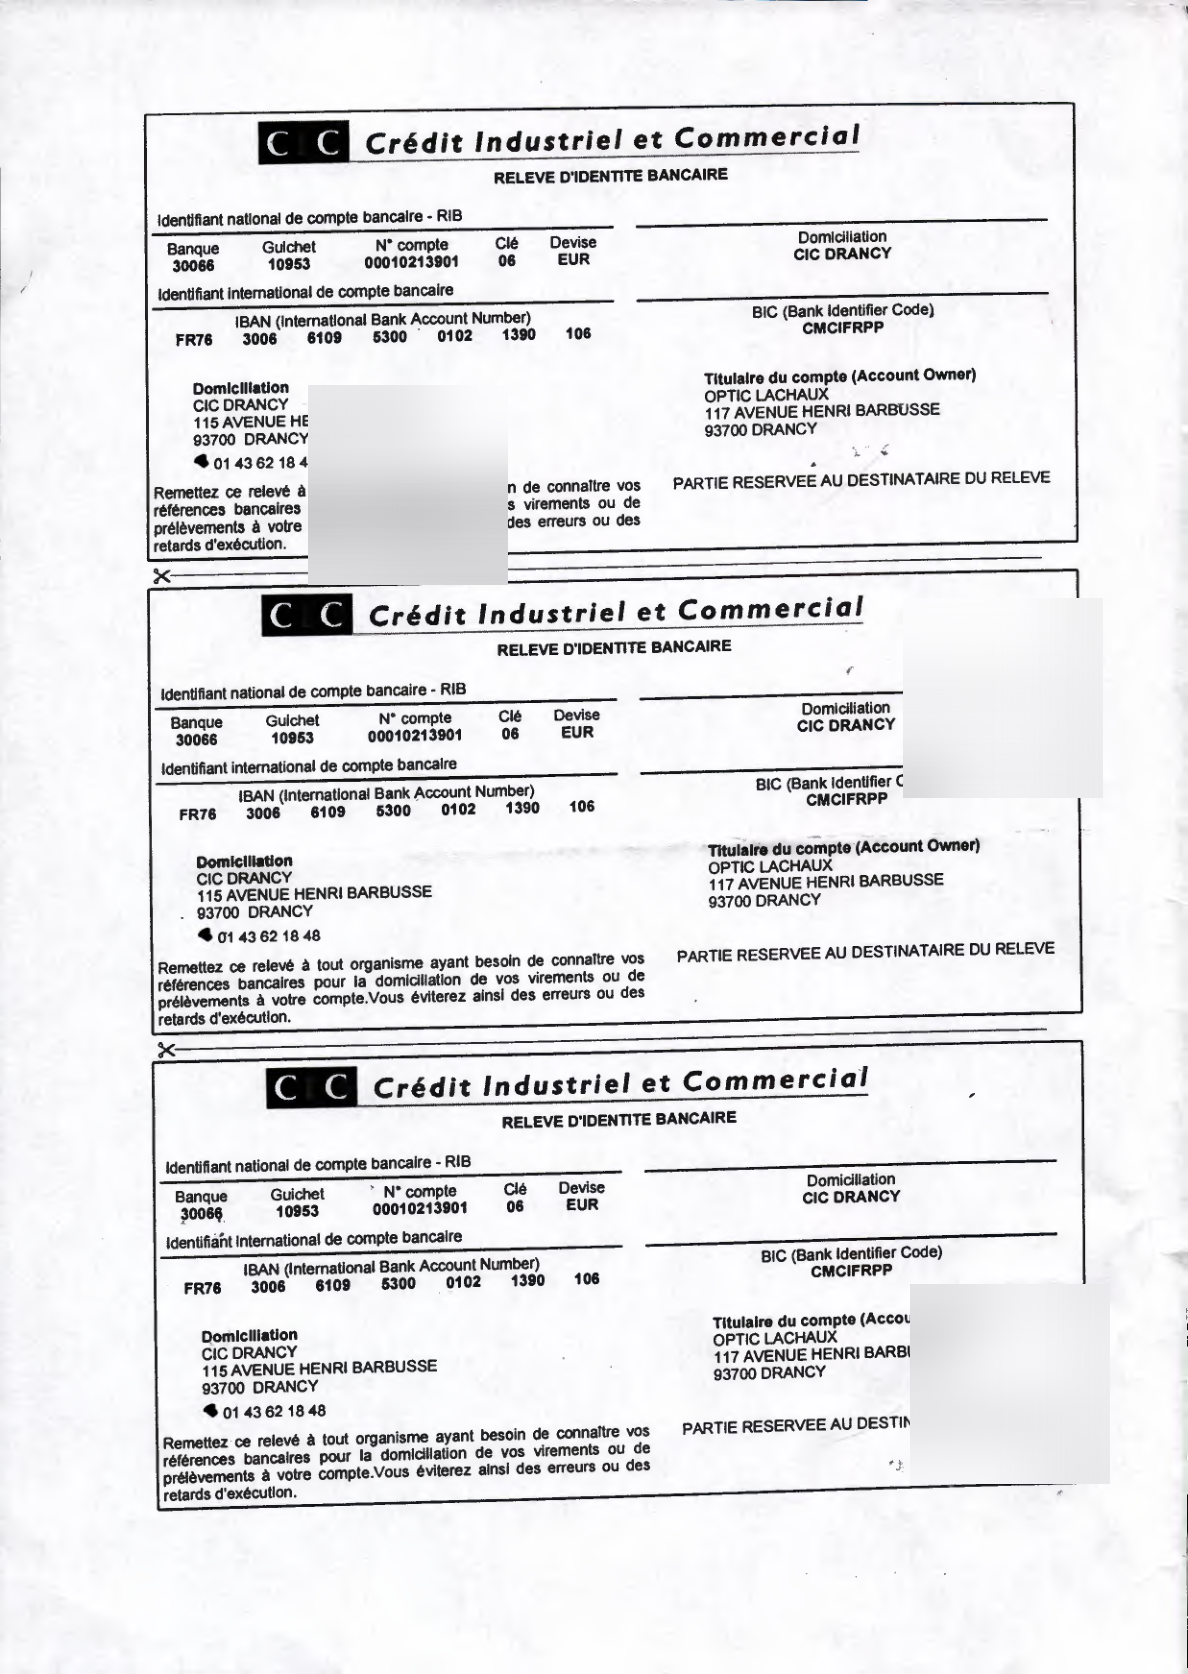 C C Crédit Industriel et Commercial
RELEVE D'IDENTITE BANCAIRE
Identifiant national de compte bancaire - RIB
Banque Guichet N° compte Clé Devise Domiciliation
30066 10953 00010213901 06 EUR CIC DRANCY
Identifiant international de compte bancaire
IBAN (International Bank Account Number) BIC (Bank Identifier Code)
FR76 3006 6109 5300 0102 1390 106 CMCIFRPP
Domiciliation
CIC DRANCY
115 AVENUE
93700 DRANCY
01 43 62 18 4
Titulaire du compte (Account Owner)
OPTIC LACHAUX
117 AVENUE HENRI BARBUSSE
93700 DRANCY
Remettez ce relevé à de connaître vos
références bancaires virements ou de
prélèvements à votre des erreurs ou des
retards d'exécution.
PARTIE RESERVEE AU DESTINATAIRE DU RELEVE
C C Crédit Industriel et Commercial
RELEVE D'IDENTITE BANCAIRE
Identifiant national de compte bancaire - RIB
Banque Guichet N° compte Clé Devise Domiciliation
30066 10953 00010213901 06 EUR CIC DRANCY
Identifiant international de compte bancaire
IBAN (International Bank Account Number) BIC (Bank Identifier
FR76 3006 6109 5300 0102 1390 106 CMCIFRPP
Domiciliation
CIC DRANCY
115 AVENUE HENRI BARBUSSE
93700 DRANCY
01 43 62 18 48
Titulaire du compte (Account Owner)
OPTIC LACHAUX
117 AVENUE HENRI BARBUSSE
93700 DRANCY
Remettez ce relevé à tout organisme ayant besoin de connaître vos
références bancaires pour la domiciliation de vos virements ou de
prélèvements à votre compte.Vous éviterez ainsi des erreurs ou des
retards d'exécution.
PARTIE RESERVEE AU DESTINATAIRE DU RELEVE
C C Crédit Industriel et Commercial
RELEVE D'IDENTITE BANCAIRE
Identifiant national de compte bancaire - RIB
Banque Guichet N° compte Clé Devise Domiciliation
30066 10953 00010213901 06 EUR CIC DRANCY
Identifiant international de compte bancaire
IBAN (International Bank Account Number) BIC (Bank Identifier Code)
FR76 3006 6109 5300 0102 1390 106 CMCIFRPP
Domiciliation
CIC DRANCY
115 AVENUE HENRI BARBUSSE
93700 DRANCY
01 43 62 18 48
Titulaire du compte
OPTIC LACHAUX
117 AVENUE HENRI
93700 DRANCY
Remettez ce relevé à tout organisme ayant besoin de connaître vos
références bancaires pour la domiciliation de vos virements ou de
prélèvements à votre compte.Vous éviterez ainsi des erreurs ou des
retards d'exécution.
PARTIE RESERVEE AU